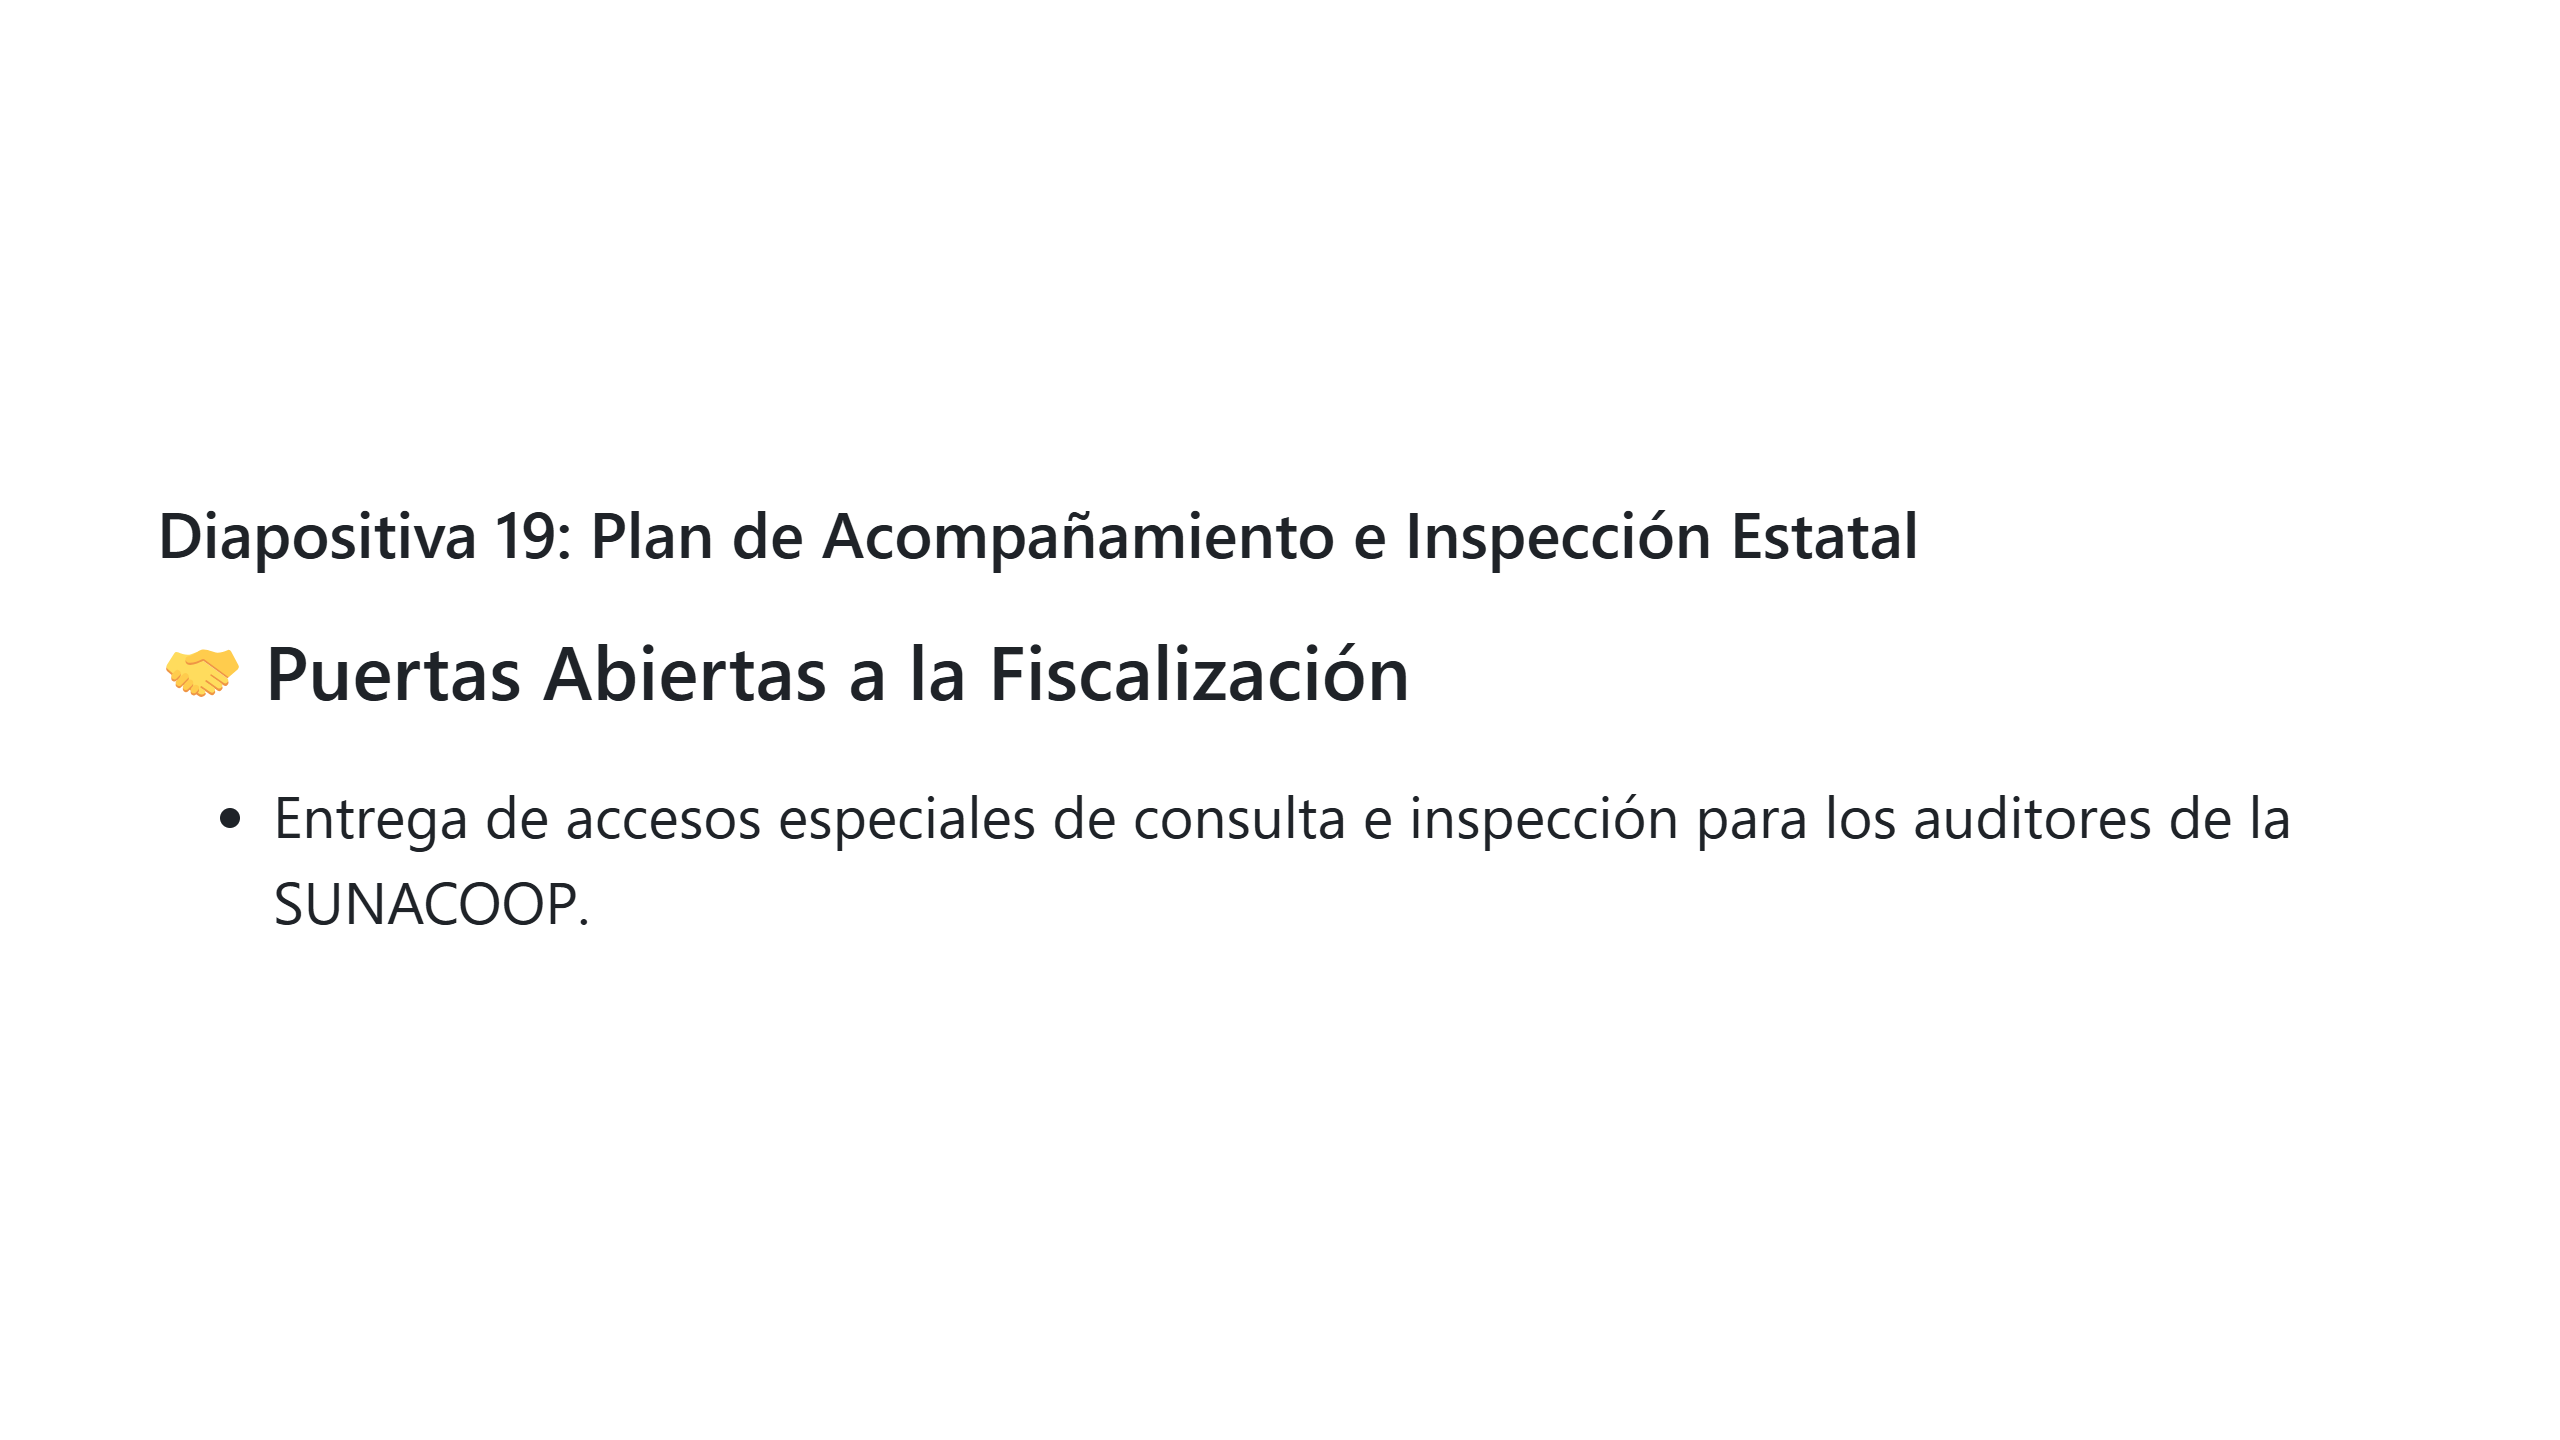 Diapositiva 19: Plan de Acompañamiento e Inspección Estatal
🤝 Puertas Abiertas a la Fiscalización
• Entrega de accesos especiales de consulta e inspección para los auditores de la
SUNACOOP.